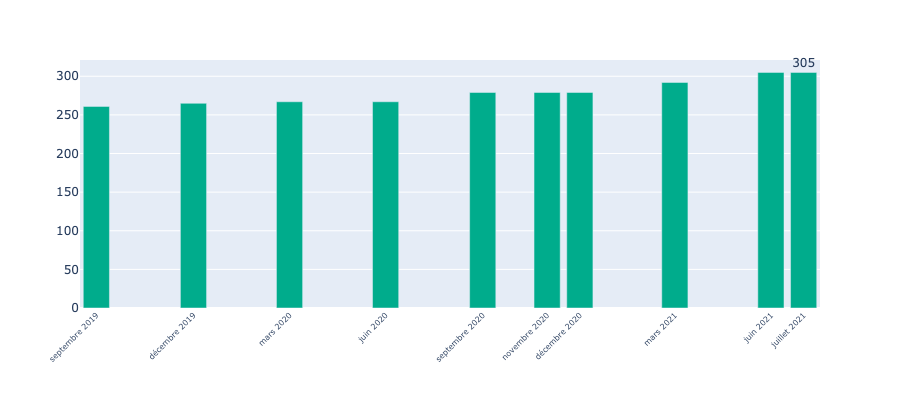 305
300
250
200
150
100
50
0
septembre 2019
décembre 2019
mars 2020
juin 2020
septembre 2020
novembre 2020
décembre 2020
mars 2021
juin 2021
juillet 2021